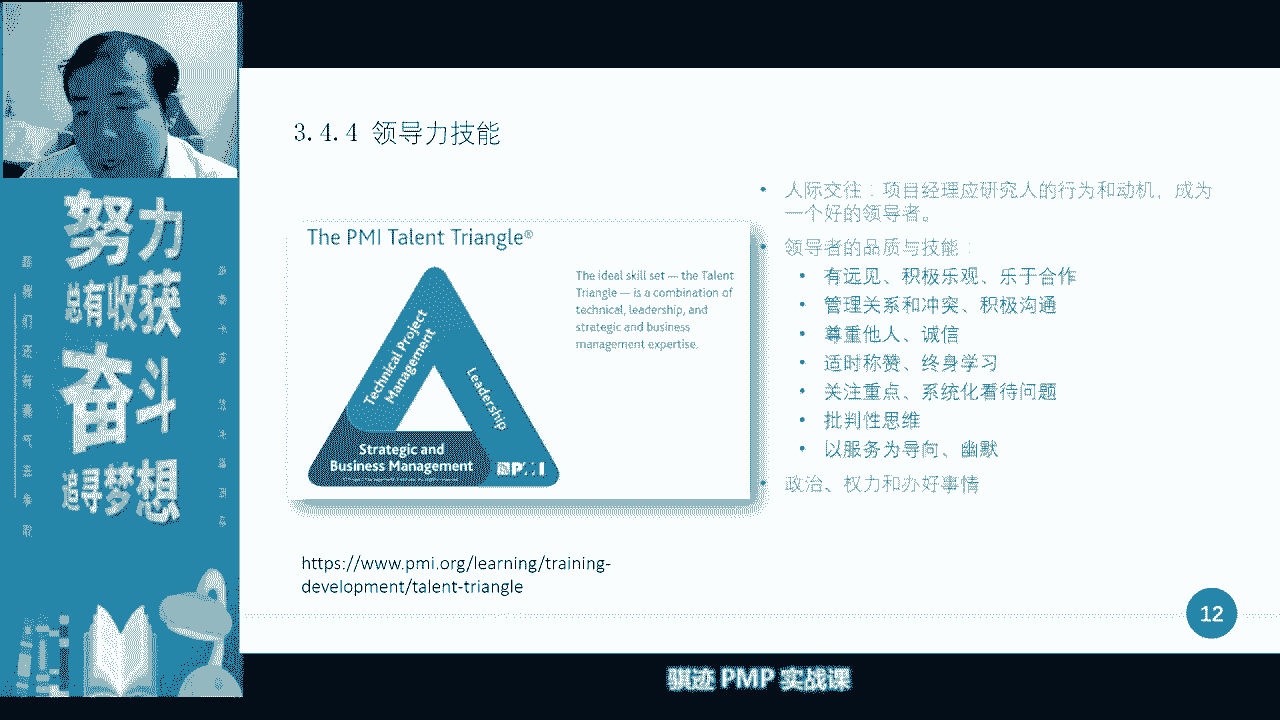 努力
总有收获
奋斗
追寻梦想
3.4.4 领导力技能
The PMI Talent Triangle®
Technical Project
Management
Leadership
Strategic and
Business Management
PMI
The ideal skill set — the Talent
Triangle — is a combination of
technical, leadership, and
strategic and business
management expertise.
https://www.pmi.org/learning/training-
development/talent-triangle
• 人际交往：项目经理应研究人的行为和动机，成为
一个好的领导者。
• 领导者的品质与技能：
• 有远见、积极乐观、乐于合作
• 管理关系和冲突、积极沟通
• 尊重他人、诚信
• 适时称赞、终身学习
• 关注重点、系统化看待问题
• 批判性思维
• 以服务为导向、幽默
• 政治、权力和办好事情
12
骐迹 PMP 实战课